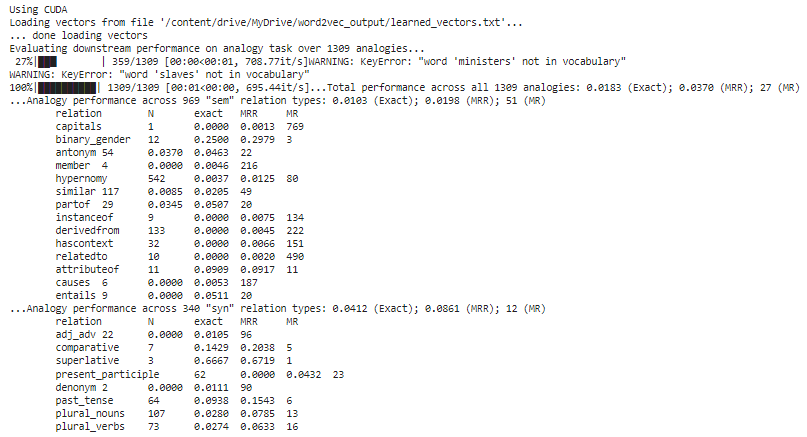 Using CUDA
Loading vectors from file '/content/drive/MyDrive/word2vec_output/learned_vectors.txt'...
... done loading vectors
Evaluating downstream performance on analogy task over 1309 analogies...
27%|███       | 359/1309 [00:00<00:01, 708.77it/s]WARNING: KeyError: "word 'ministers' not in vocabulary"
WARNING: KeyError: "word 'slaves' not in vocabulary"
100%|██████████| 1309/1309 [00:01<00:00, 695.44it/s]...Total performance across all 1309 analogies: 0.0183 (Exact); 0.0370 (MRR); 27 (MR)
...Analogy performance across 969 "sem" relation types: 0.0103 (Exact); 0.0198 (MRR); 51 (MR)
relation N exact MRR MR
capitals 1 0.0000 0.0013 769
binary_gender 12 0.2500 0.2979 3
antonym 54 0.0370 0.0463 22
member 4 0.0000 0.0046 216
hypernomy 542 0.0037 0.0125 80
similar 117 0.0085 0.0205 49
partof 29 0.0345 0.0507 20
instanceof 9 0.0000 0.0075 134
derivedfrom 133 0.0000 0.0045 222
hascontext 32 0.0000 0.0066 151
relatedto 10 0.0000 0.0020 490
attributeof 11 0.0909 0.0917 11
causes 6 0.0000 0.0053 187
entails 9 0.0000 0.0511 20
...Analogy performance across 340 "syn" relation types: 0.0412 (Exact); 0.0861 (MRR); 12 (MR)
relation N exact MRR MR
adj_adv 22 0.0000 0.0105 96
comparative 7 0.1429 0.2038 5
superlative 3 0.6667 0.6719 1
present_participle 62 0.0000 0.0432 23
denonym 2 0.0000 0.0111 90
past_tense 64 0.0938 0.1543 6
plural_nouns 107 0.0280 0.0785 13
plural_verbs 73 0.0274 0.0633 16